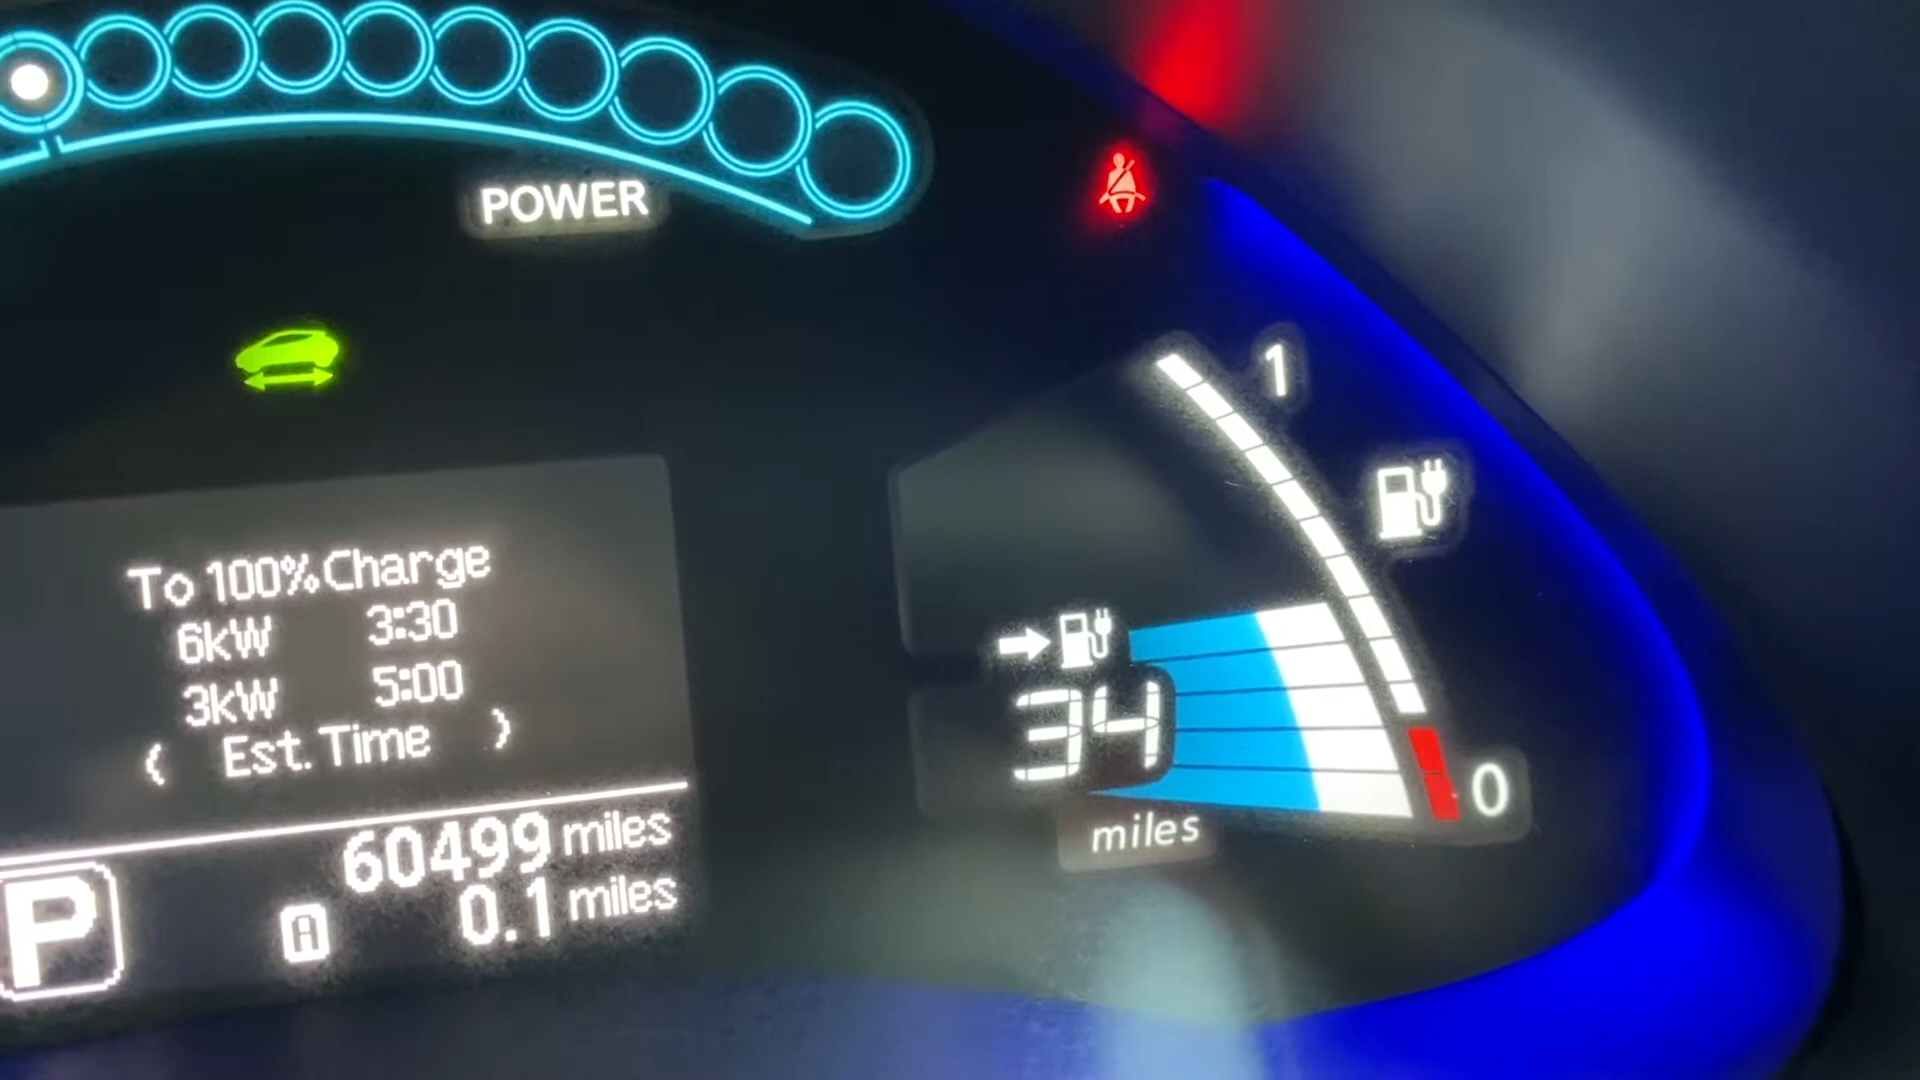 POWER
1
To 100% Charge
6kW 3:30
3kW 5:00
Est. Time
34
miles
0
60499 miles
P
A 0.1 miles